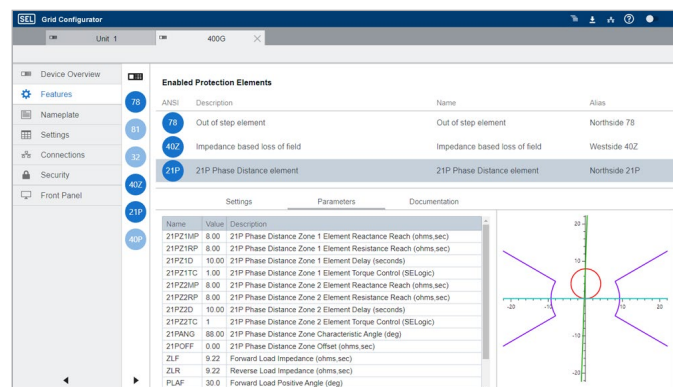 SEL Grid Configurator
Unit 1
400G
Device Overview
Features
Nameplate
Settings
Connections
Security
Front Panel
78
81
32
40Z
21P
40P
Enabled Protection Elements
ANSI Description Name Alias
78 Out of step element Out of step element Northside 78
40Z Impedance based loss of field Impedance based loss of field Westside 40Z
21P 21P Phase Distance element 21P Phase Distance element Northside 21P
Settings Parameters Documentation
Name Value Description
21PZ1MP 8.00 21P Phase Distance Zone 1 Element Reactance Reach (ohms,sec)
21PZ1RP 8.00 21P Phase Distance Zone 1 Element Resistance Reach (ohms,sec)
21PZ1D 10.00 21P Phase Distance Zone 1 Element Delay (seconds)
21PZ1TC 1.00 21P Phase Distance Zone 1 Element Torque Control (SELogic)
21PZ2MP 8.00 21P Phase Distance Zone 2 Element Reactance Reach (ohms,sec)
21PZ2RP 8.00 21P Phase Distance Zone 2 Element Resistance Reach (ohms,sec)
21PZ2D 10.00 21P Phase Distance Zone 2 Element Delay (seconds)
21PZ2TC 1 21P Phase Distance Zone 2 Element Torque Control (SELogic)
21PANG 88.00 21P Phase Distance Zone Characteristic Angle (deg)
21POFF 0.00 21P Phase Distance Zone Offset (ohms,sec)
ZLF 9.22 Forward Load Impedance (ohms,sec)
ZLR 9.22 Reverse Load Impedance (ohms,sec)
PLAF 30.0 Forward Load Positive Angle (deg)
20
10
-20 -10 10 20
-10
-20